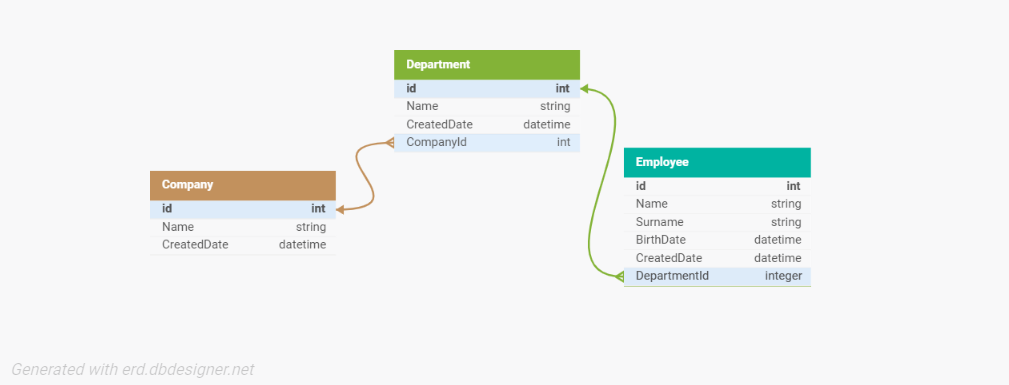 Department
id int
Name string
CreatedDate datetime
CompanyId int
Company
id int
Name string
CreatedDate datetime
Employee
id int
Name string
Surname string
BirthDate datetime
CreatedDate datetime
DepartmentId integer
Generated with erd.dbdesigner.net